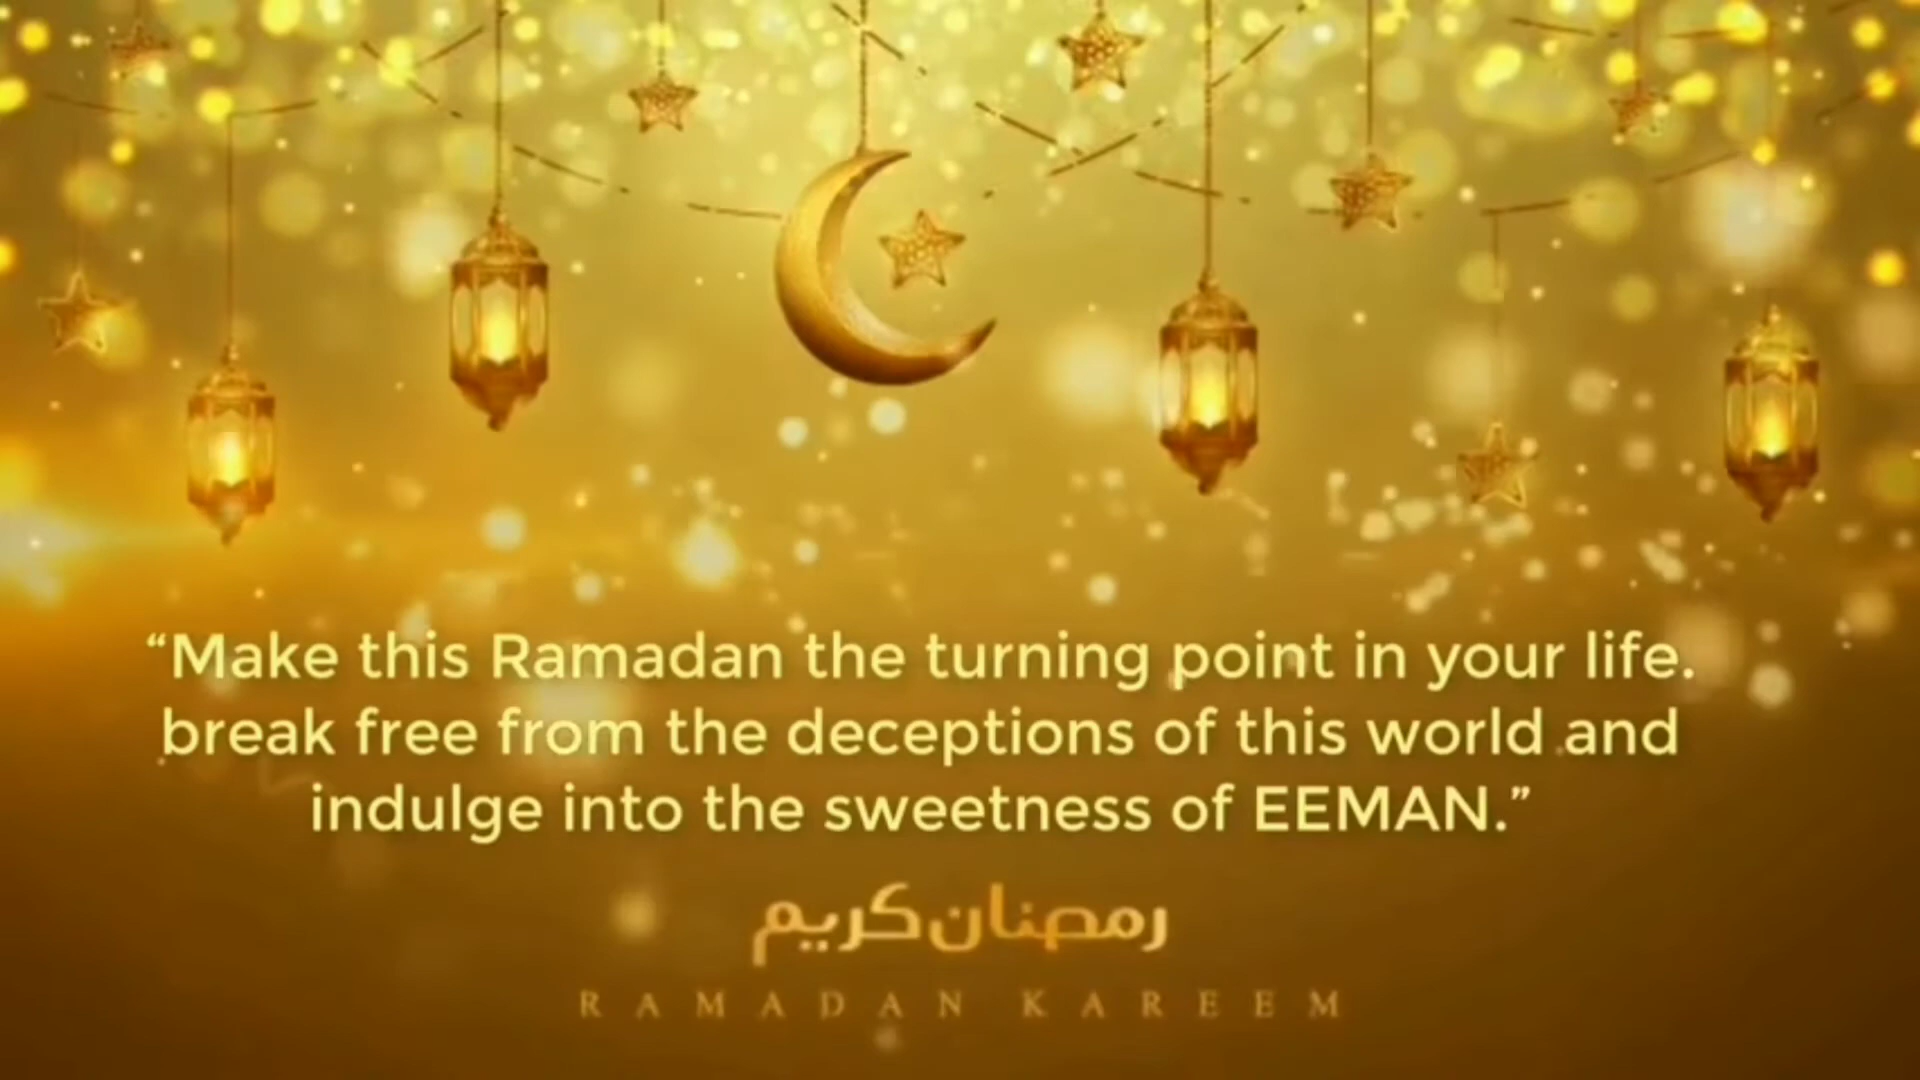 “Make this Ramadan the turning point in your life.
break free from the deceptions of this world and
indulge into the sweetness of EEMAN.”
رمضان كريم
RAMADAN KAREEM